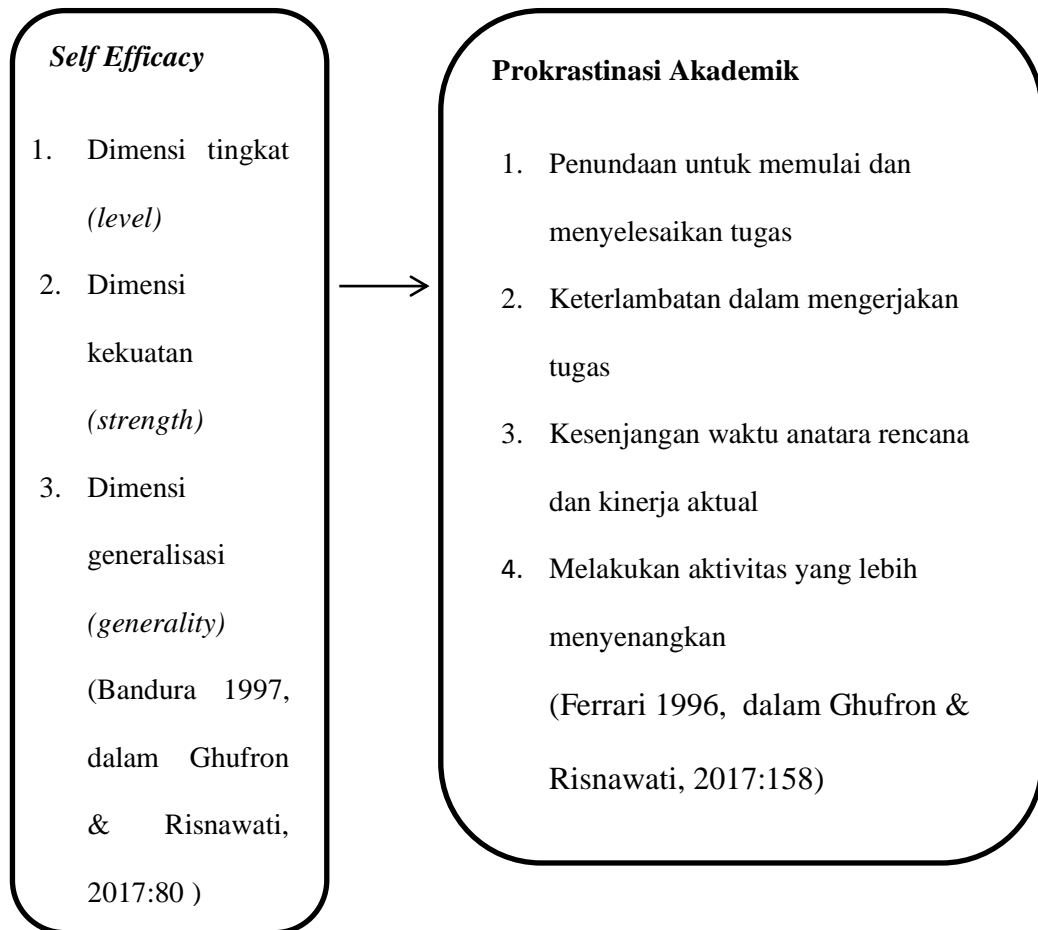 Self Efficacy
1. Dimensi tingkat
(level)
2. Dimensi
kekuatan
(strength)
3. Dimensi
generalisasi
(generality)
(Bandura 1997,
dalam Ghufron
& Risnawati,
2017:80 )
Prokrastinasi Akademik
1. Penundaan untuk memulai dan
menyelesaikan tugas
2. Keterlambatan dalam mengerjakan
tugas
3. Kesenjangan waktu anatara rencana
dan kinerja aktual
4. Melakukan aktivitas yang lebih
menyenangkan
(Ferrari 1996, dalam Ghufron &
Risnawati, 2017:158)